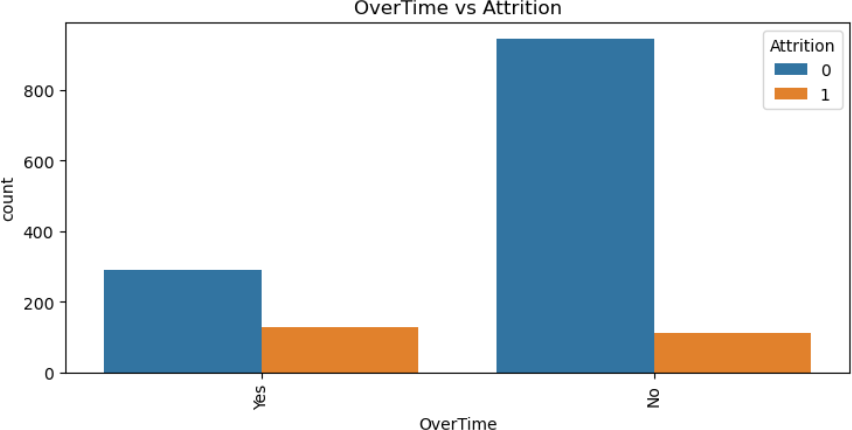 OverTime vs Attrition
Attrition
0
1
800
600
400
200
0
count
Yes
No
OverTime